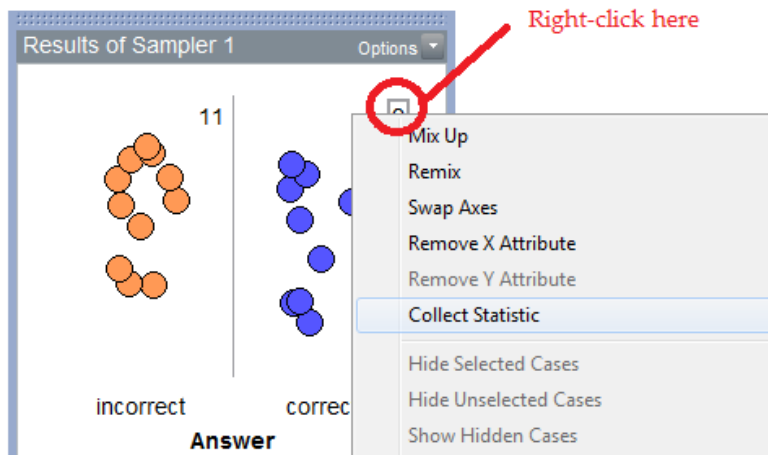 Right-click here
Results of Sampler 1
Options
11
Mix Up
Remix
Swap Axes
Remove X Attribute
Remove Y Attribute
Collect Statistic
Hide Selected Cases
Hide Unselected Cases
Show Hidden Cases
incorrect
correc
Answer